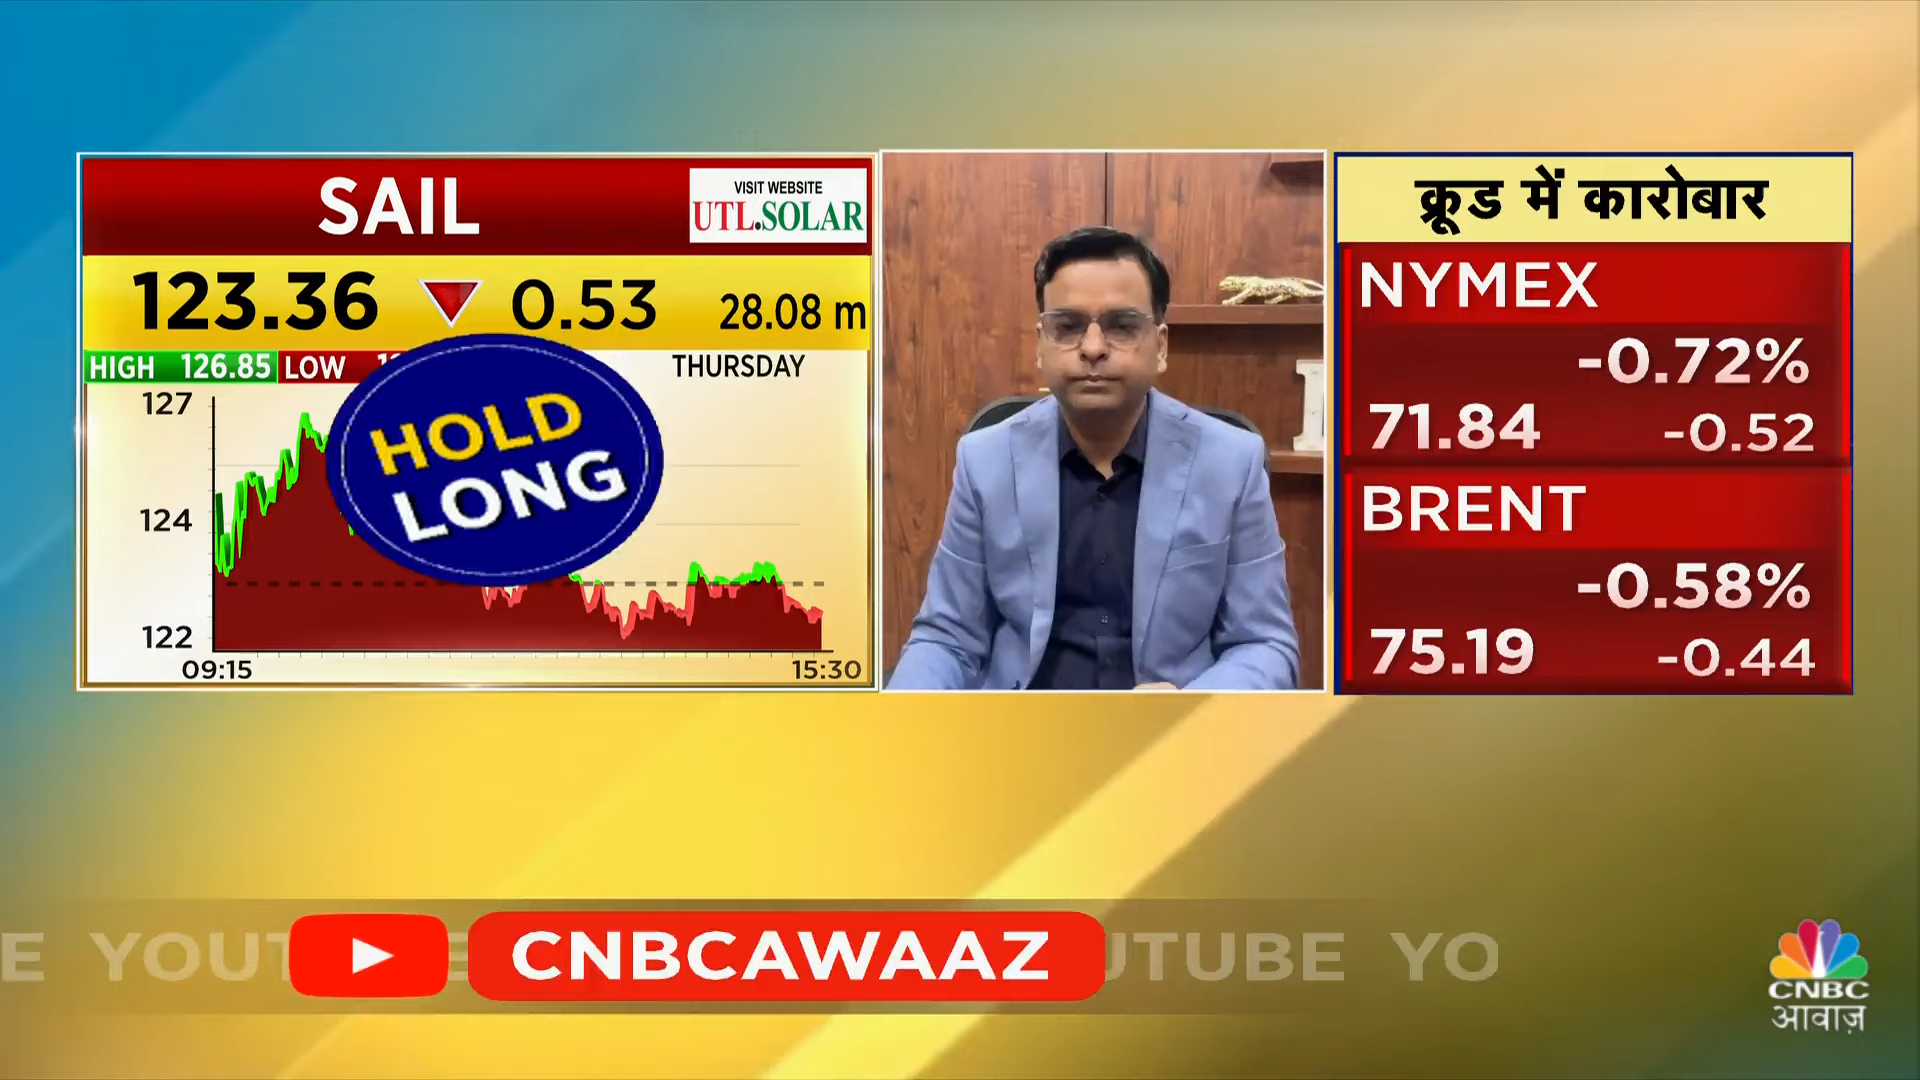 SAIL
VISIT WEBSITE
UTL.SOLAR
123.36 0.53 28.08 m
HIGH 126.85 LOW
THURSDAY
HOLD
LONG
127
124
122
09:15 15:30
क्रूड में कारोबार
NYMEX
-0.72%
71.84 -0.52
BRENT
-0.58%
75.19 -0.44
CNBCAWAAZ
CNBC
आवाज़